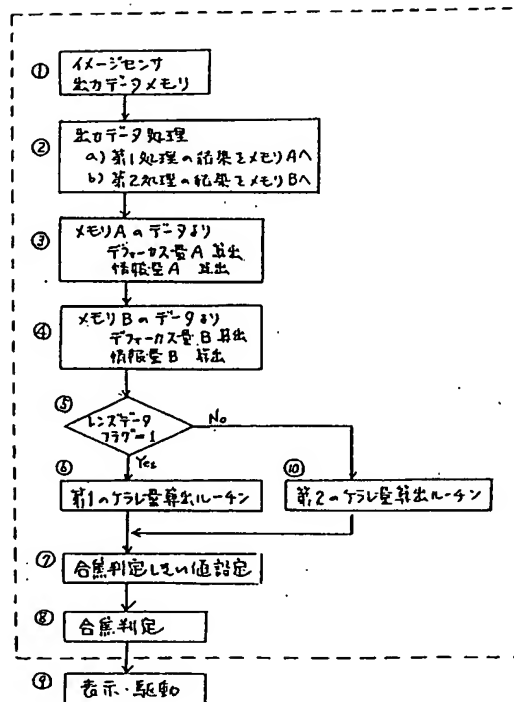 ① イメージセンサ
出力データメモリ
② 出力データ処理
a) 第1処理の結果をメモリAへ
b) 第2処理の結果をメモリBへ
③ メモリAのデータより
デフォーカス量A 算出
情報量A 算出
④ メモリBのデータより
デフォーカス量B 算出
情報量B 算出
⑤ レンズデータ
フラグ=1
No
Yes
⑥ 第1のケラレ量算出ルーチン
⑩ 第2のケラレ量算出ルーチン
⑦ 合焦判定しきい値設定
⑧ 合焦判定
⑨ 表示・駆動